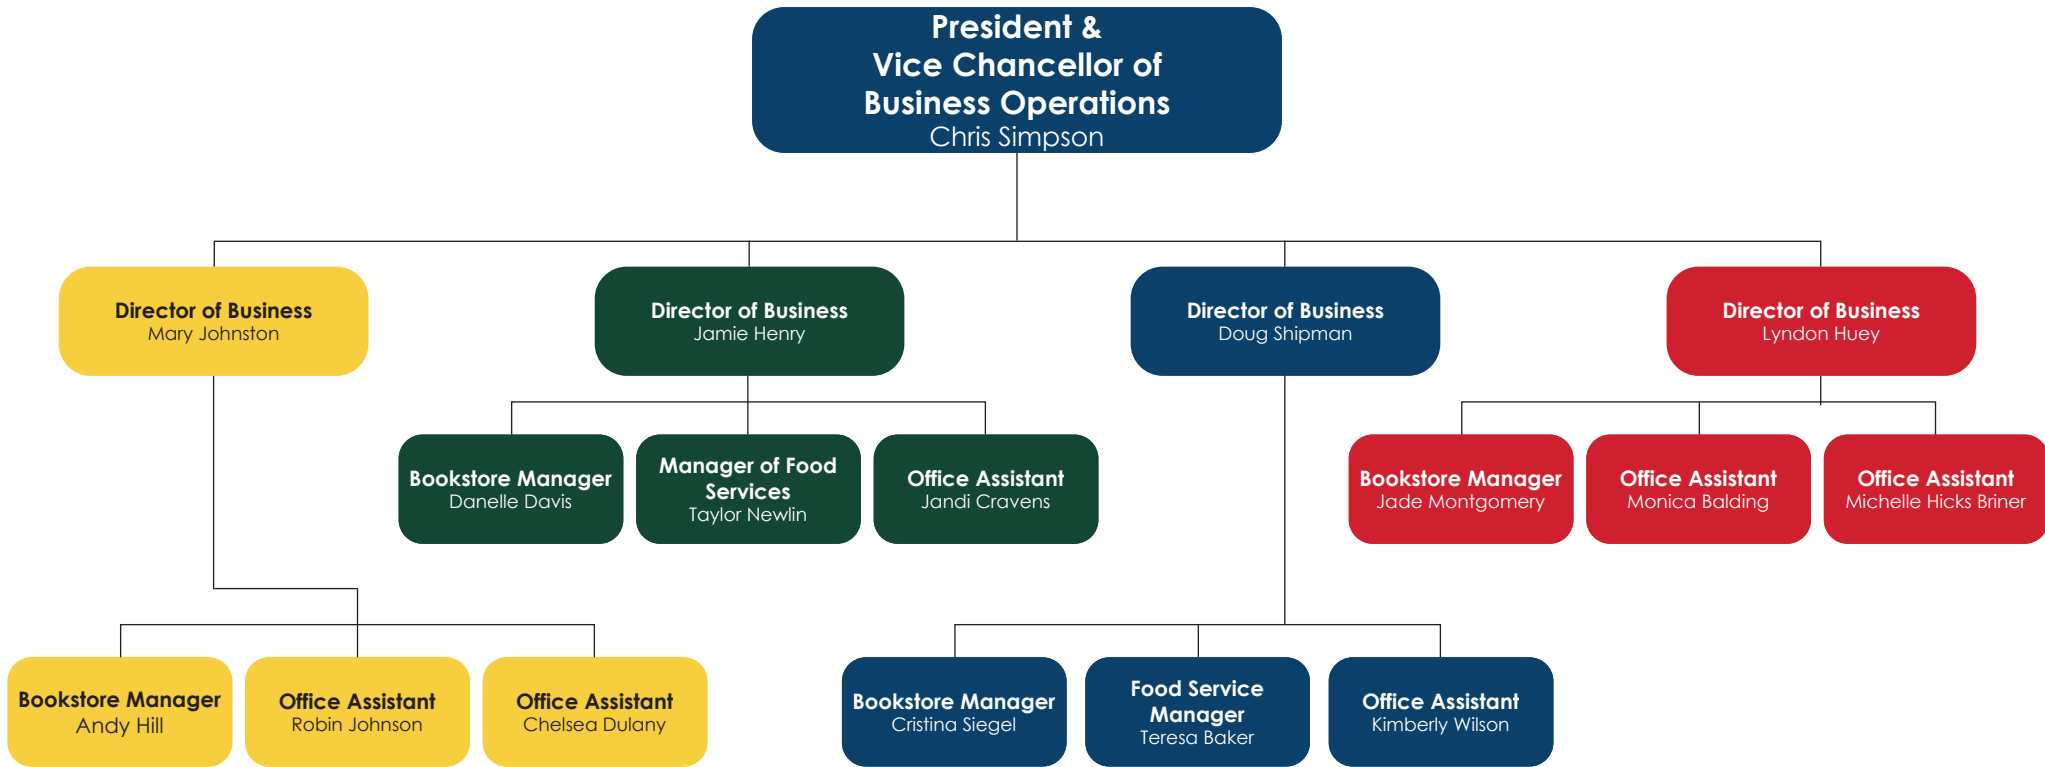 President &
Vice Chancellor of
Business Operations
Chris Simpson
Director of Business
Mary Johnston
Director of Business
Jamie Henry
Director of Business
Doug Shipman
Director of Business
Lyndon Huey
Bookstore Manager
Danelle Davis
Manager of Food
Services
Taylor Newlin
Office Assistant
Jandi Cravens
Bookstore Manager
Jade Montgomery
Office Assistant
Monica Balding
Office Assistant
Michelle Hicks Briner
Bookstore Manager
Andy Hill
Office Assistant
Robin Johnson
Office Assistant
Chelsea Dulany
Bookstore Manager
Cristina Siegel
Food Service
Manager
Teresa Baker
Office Assistant
Kimberly Wilson